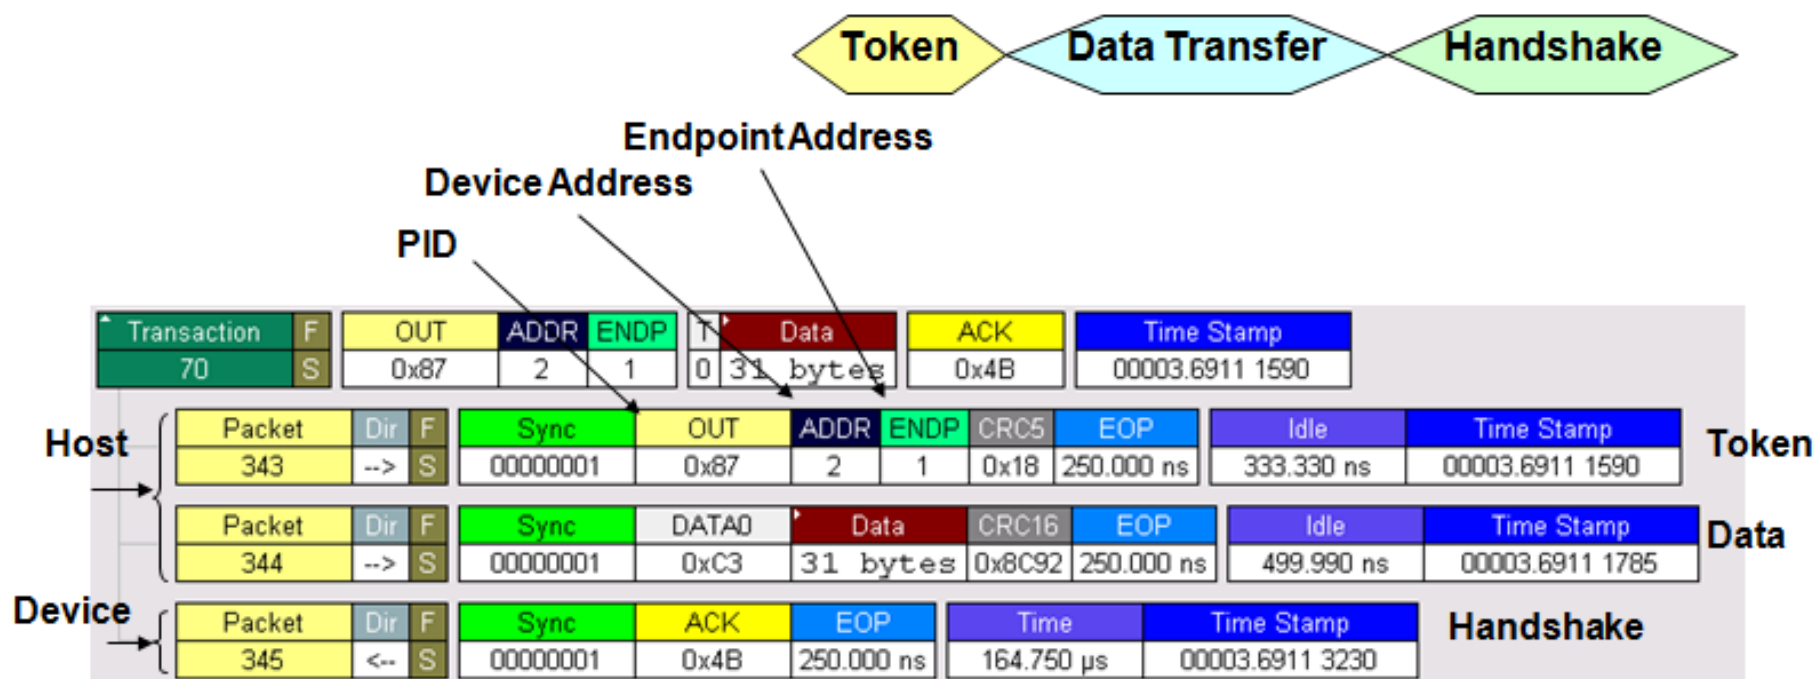 Token Data Transfer Handshake
Endpoint Address
Device Address
PID
Transaction F OUT ADDR ENDP T Data ACK Time Stamp
70 S 0x87 2 1 0 31 bytes 0x4B 00003.6911 1590
Host
Packet Dir F Sync OUT ADDR ENDP CRC5 EOP Idle Time Stamp
343 --> S 00000001 0x87 2 1 0x18 250.000 ns 333.330 ns 00003.6911 1590
Token
Packet Dir F Sync DATA0 Data CRC16 EOP Idle Time Stamp
344 --> S 00000001 0xC3 31 bytes 0x8C92 250.000 ns 499.990 ns 00003.6911 1785
Data
Device
Packet Dir F Sync ACK EOP Time Time Stamp
345 <-- S 00000001 0x4B 250.000 ns 164.750 µs 00003.6911 3230
Handshake